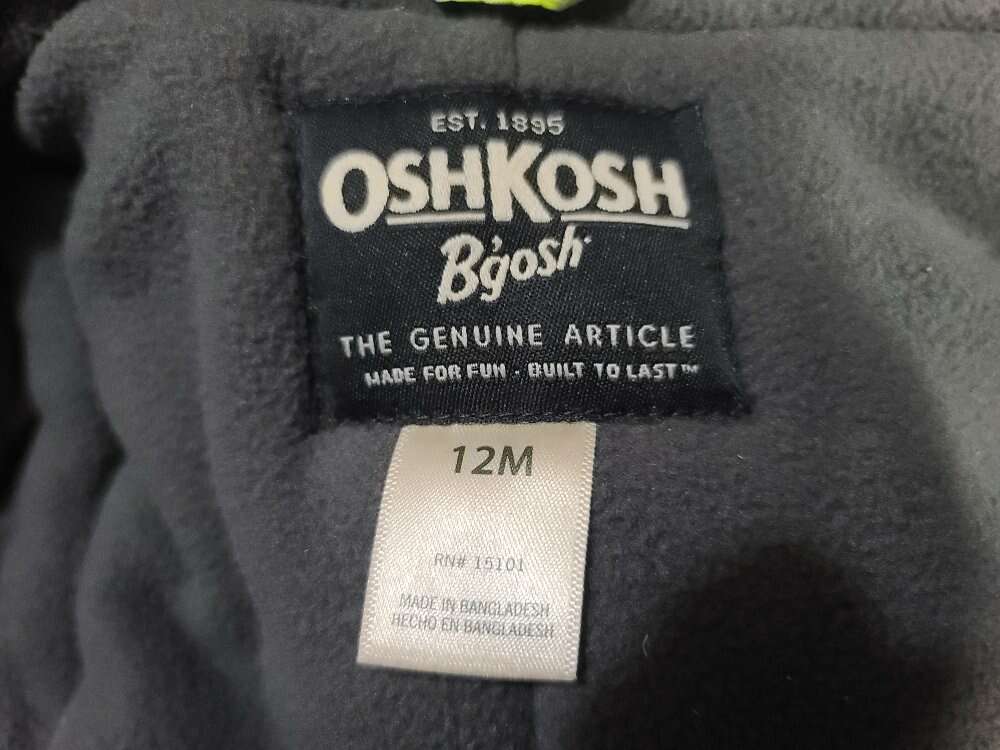 EST. 1895
OSHKOSH
B'gosh
THE GENUINE ARTICLE
MADE FOR FUN · BUILT TO LAST™
12M
RN# 15101
MADE IN BANGLADESH
HECHO EN BANGLADESH